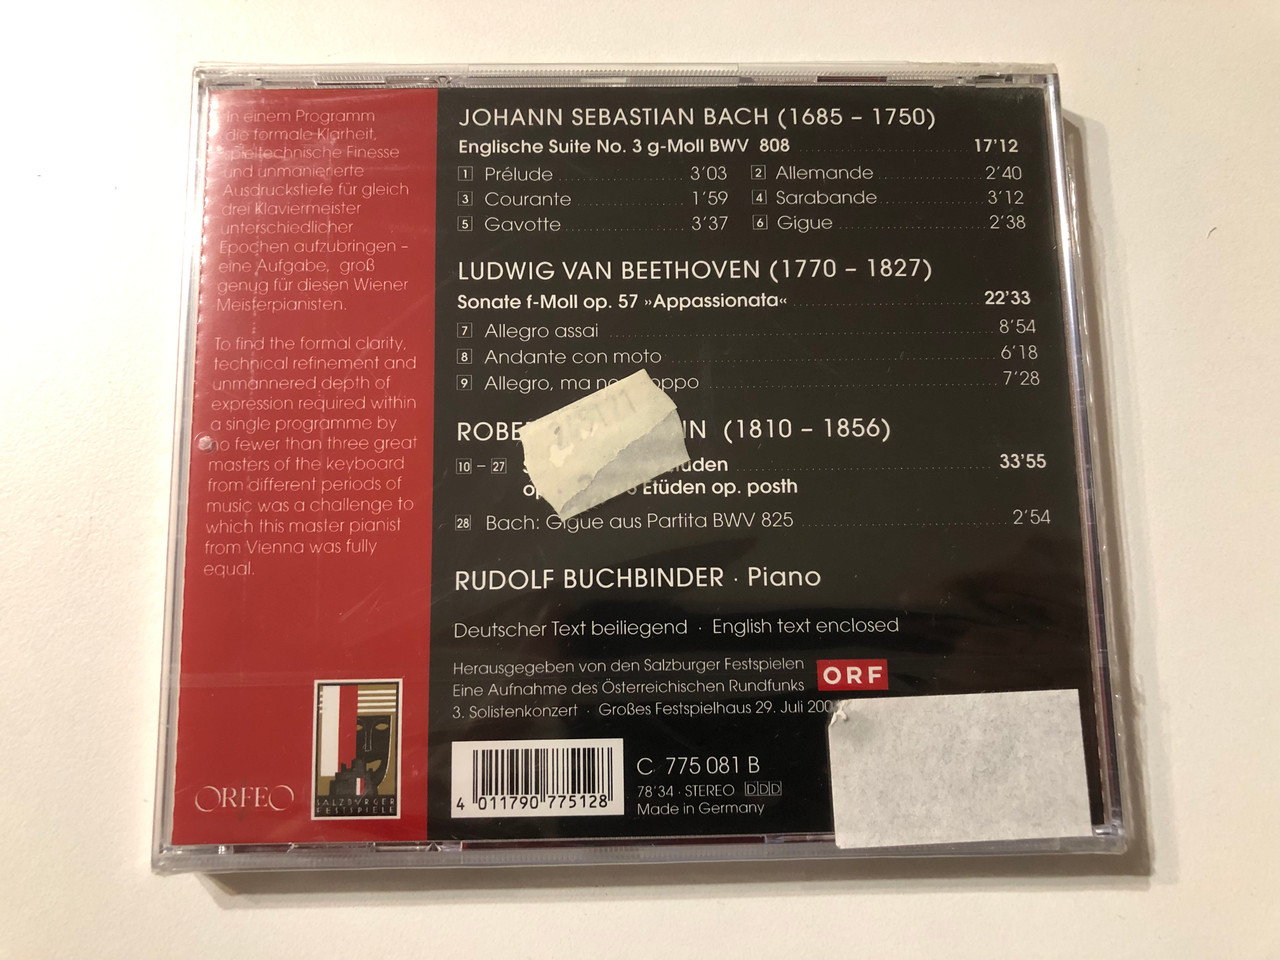 In einem Programm
die formale Klarheit,
spieltechnische Finesse
und unmanierierte
Ausdruckstiefe für gleich
drei Klaviermeister
unterschiedlicher
Epochen aufzubringen –
eine Aufgabe, groß
genug für diesen Wiener
Meisterpianisten.
To find the formal clarity,
technical refinement and
unmannered depth of
expression required within
a single programme by
no fewer than three great
masters of the keyboard
from different periods of
music was a challenge to
which this master pianist
from Vienna was fully
equal.
ORFEO
SALZBURGER
FESTSPIELE
JOHANN SEBASTIAN BACH (1685 – 1750)
Englische Suite No. 3 g-Moll BWV 808 17'12
1 Prélude 3'03 2 Allemande 2'40
3 Courante 1'59 4 Sarabande 3'12
5 Gavotte 3'37 6 Gigue 2'38
LUDWIG VAN BEETHOVEN (1770 – 1827)
Sonate f-Moll op. 57 »Appassionata« 22'33
7 Allegro assai 8'54
8 Andante con moto 6'18
9 Allegro, ma 7'28
(1810 – 1856)
10 – 27 33'55
Etüden op. posth
28 Bach: Gigue aus Partita BWV 825 2'54
RUDOLF BUCHBINDER · Piano
Deutscher Text beiliegend · English text enclosed
Herausgegeben von den Salzburger Festspielen
Eine Aufnahme des Österreichischen Rundfunks
ORF
3. Solistenkonzert · Großes Festspielhaus 29. Juli
4 011790 775128
C 775 081 B
78'34 · STEREO DDD
Made in Germany